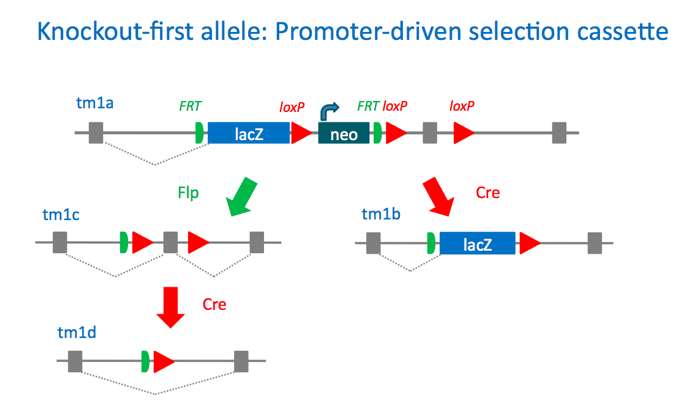 Knockout-first allele: Promoter-driven selection cassette
tm1a
FRT
loxP
FRT loxP
loxP
lacZ
neo
Flp
Cre
tm1c
tm1b
lacZ
Cre
tm1d